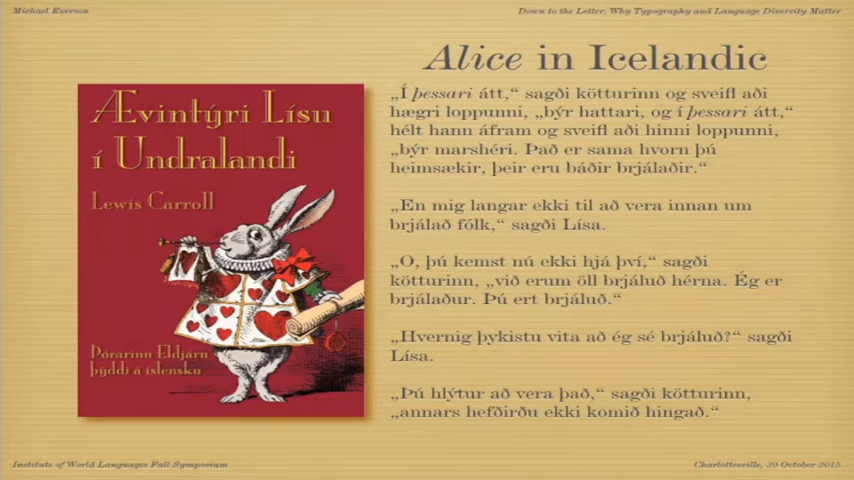 Michael Everson
Down to the Letter: Why Typography and Language Diversity Matter
Alice in Icelandic
Ævintýri Lísu
í Undralandi
Lewis Carroll
Þórarinn Eldjárn
þýddi á íslensku
„Í þessari átt,“ sagði kötturinn og sveifl aði
hægri loppunni, „býr hattari, og í þessari átt,“
hélt hann áfram og sveifl aði hinni loppunni,
„býr marshéri. Það er sama hvorn þú
heimsækir, þeir eru báðir brjálaðir.“
„En mig langar ekki til að vera innan um
brjálað fólk,“ sagði Lísa.
„O, þú kemst nú ekki hjá því,“ sagði
kötturinn, „við erum öll brjáluð hérna. Ég er
brjálaður. Þú ert brjáluð.“
„Hvernig þykistu vita að ég sé brjáluð?“ sagði
Lísa.
„Þú hlýtur að vera það,“ sagði kötturinn,
„annars hefðirðu ekki komið hingað.“
Institute of World Languages Fall Symposium
Charlottesville, 30 October 2015